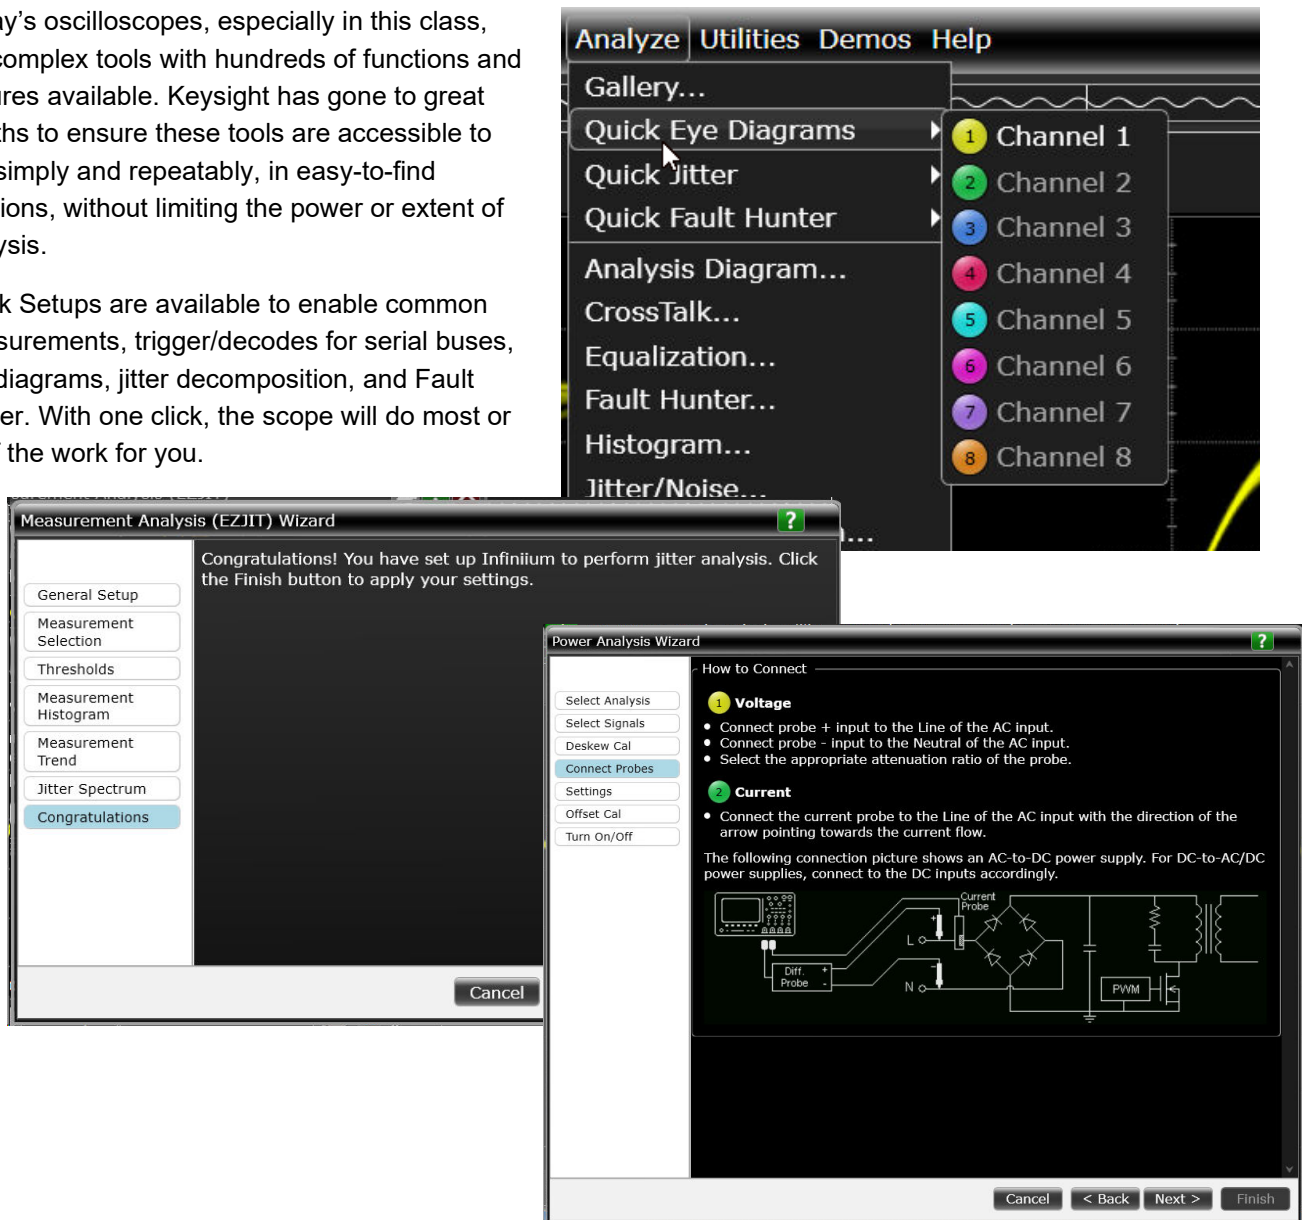 ay's oscilloscopes, especially in this class,
complex tools with hundreds of functions and
ures available. Keysight has gone to great
ths to ensure these tools are accessible to
simply and repeatably, in easy-to-find
tions, without limiting the power or extent of
ysis.
k Setups are available to enable common
surements, trigger/decodes for serial buses,
diagrams, jitter decomposition, and Fault
er. With one click, the scope will do most or
f the work for you.
Analyze Utilities Demos Help
Gallery...
Quick Eye Diagrams
Quick Jitter
Quick Fault Hunter
Analysis Diagram...
CrossTalk...
Equalization...
Fault Hunter...
Histogram...
Jitter/Noise...
1 Channel 1
2 Channel 2
3 Channel 3
4 Channel 4
5 Channel 5
6 Channel 6
7 Channel 7
8 Channel 8
Measurement Analysis (EZJIT) Wizard
?
General Setup
Measurement
Selection
Thresholds
Measurement
Histogram
Measurement
Trend
Jitter Spectrum
Congratulations
Congratulations! You have set up Infiniium to perform jitter analysis. Click
the Finish button to apply your settings.
Cancel
Power Analysis Wizard
?
Select Analysis
Select Signals
Deskew Cal
Connect Probes
Settings
Offset Cal
Turn On/Off
How to Connect
1 Voltage
• Connect probe + input to the Line of the AC input.
• Connect probe - input to the Neutral of the AC input.
• Select the appropriate attenuation ratio of the probe.
2 Current
• Connect the current probe to the Line of the AC input with the direction of the
arrow pointing towards the current flow.
The following connection picture shows an AC-to-DC power supply. For DC-to-AC/DC
power supplies, connect to the DC inputs accordingly.
Current
Probe
+
L
Diff. +
Probe -
-
N
PWM
Cancel < Back Next > Finish